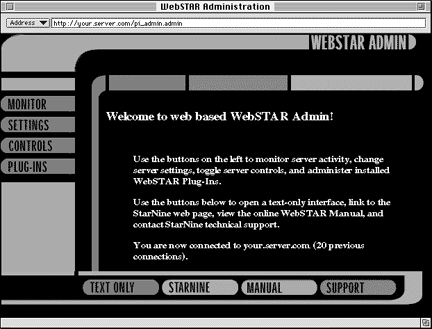 WebSTAR Administration
Address
http://your.server.com/pi_admin.admin
WEBSTAR ADMIN
MONITOR
SETTINGS
CONTROLS
PLUG-INS
Welcome to web based WebSTAR Admin!
Use the buttons on the left to monitor server activity, change
server settings, toggle server controls, and administer installed
WebSTAR Plug-Ins.
Use the buttons below to open a text-only interface, link to the
StarNine web page, view the online WebSTAR Manual, and
contact StarNine technical support.
You are now connected to your.server.com (20 previous
connections).
TEXT ONLY
STARNINE
MANUAL
SUPPORT